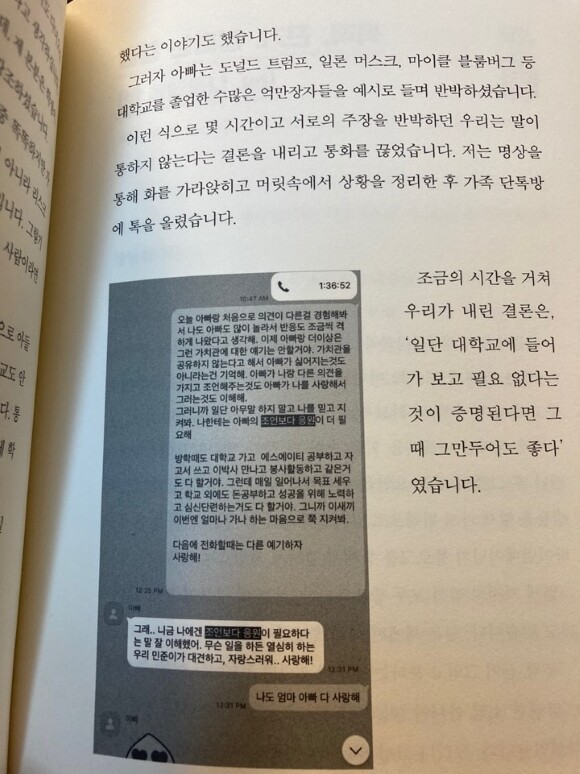 했다는 이야기도 했습니다.
그러자 아빠는 도널드 트럼프, 일론 머스크, 마이클 블룸버그 등
대학교를 졸업한 수많은 억만장자들을 예시로 들며 반박하셨습니다.
이런 식으로 몇 시간이고 서로의 주장을 반박하던 우리는 말이
통하지 않는다는 결론을 내리고 통화를 끊었습니다. 저는 명상을
통해 화를 가라앉히고 머릿속에서 상황을 정리한 후 가족 단톡방
에 톡을 올렸습니다.
1:36:52
10:47 AM
오늘 아빠랑 처음으로 의견이 다른걸 경험해봐
서 나도 아빠도 많이 놀라서 반응도 조금씩 격
하게 나왔다고 생각해. 이제 아빠랑 더이상은
그런 가치관에 대한 얘기는 안할거야. 가치관을
공유하지 않는다고 해서 아빠가 싫어지는것도
아니라는건 기억해. 아빠가 나랑 다른 의견을
가지고 조언해주는것도 아빠가 나를 사랑해서
그러는것도 이해해.
그러니까 일단 아무말 하지 말고 나를 믿고 지
켜봐. 나한테는 아빠의 조언보다 응원이 더 필
요해
방학때도 대학교 가고 에스에이티 공부하고 자
고서 쓰고 이박사 만나고 봉사활동하고 같은거
도 다 할거야. 그런데 매일 일어나서 목표 세우
고 학교 외에도 돈공부하고 성공을 위해 노력하
고 심신단련하는것도 다 할거야. 그니까 이새끼
이번엔 얼마나 가나 하는 마음으로 쭉 지켜봐.
다음에 전화할때는 다른 얘기하자
사랑해!
12:25 PM
아빠
그래.. 니금 나에겐 조언보다 응원이 필요하다
는 말 잘 이해했어. 무슨 일을 하든 열심히 하는
우리 민준이가 대견하고, 자랑스러워.. 사랑해!
12:31 PM
나도 엄마 아빠 다 사랑해
12:31 PM
아빠
조금의 시간을 거쳐
우리가 내린 결론은,
‘일단 대학교에 들어
가 보고 필요 없다는
것이 증명된다면 그
때 그만두어도 좋다’
였습니다.